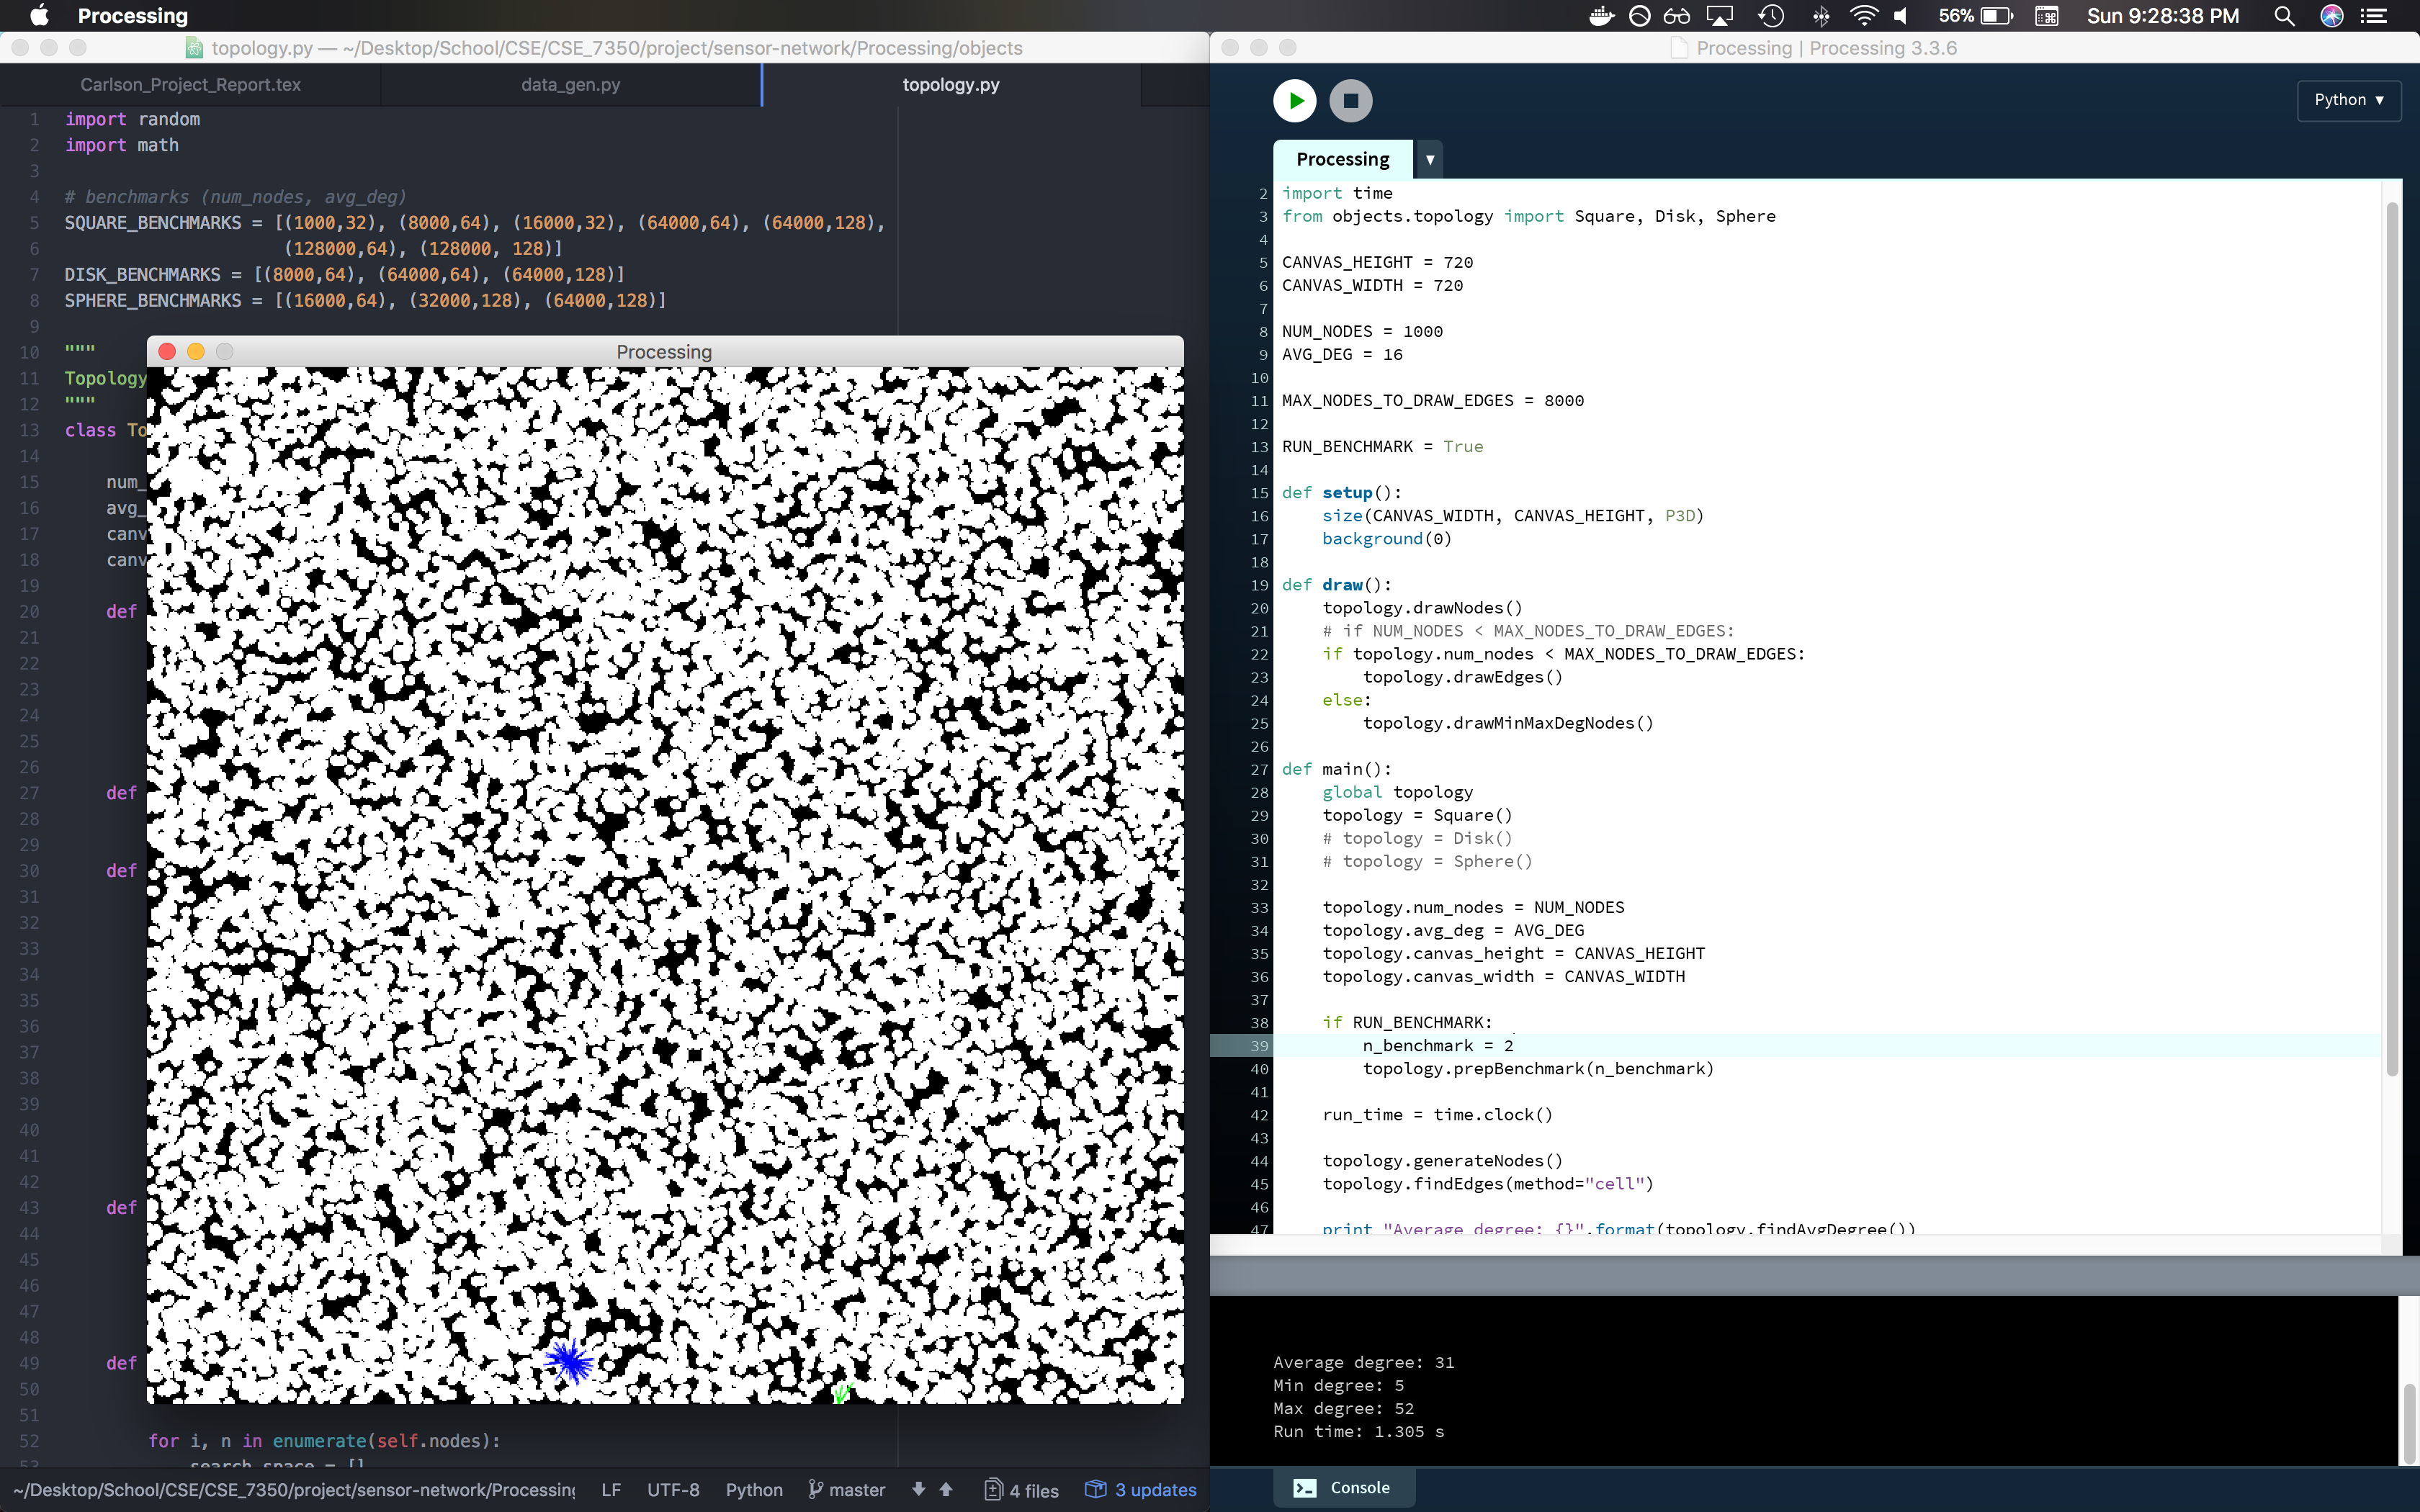 Processing
56%
Sun 9:28:38 PM
topology.py — ~/Desktop/School/CSE/CSE_7350/project/sensor-network/Processing/objects
Carlson_Project_Report.tex
data_gen.py
topology.py
1 import random
2 import math
3
4 # benchmarks (num_nodes, avg_deg)
5 SQUARE_BENCHMARKS = [(1000,32), (8000,64), (16000,32), (64000,64), (64000,128),
6 (128000,64), (128000, 128)]
7 DISK_BENCHMARKS = [(8000,64), (64000,64), (64000,128)]
8 SPHERE_BENCHMARKS = [(16000,64), (32000,128), (64000,128)]
9
10 """
11 Topology
12 """
13 class To
14
15 num_
16 avg_
17 canv
18 canv
19
20 def
21
22
23
24
25
26
27 def
28
29
30 def
31
32
33
34
35
36
37
38
39
40
41
42
43 def
44
45
46
47
48
49 def
50
51
52 for i, n in enumerate(self.nodes):
53 search_space = []
~/Desktop/School/CSE/CSE_7350/project/sensor-network/Processing
LF
UTF-8
Python
master
4 files
3 updates
Processing
Processing | Processing 3.3.6
Python ▼
Processing
▼
2 import time
3 from objects.topology import Square, Disk, Sphere
4
5 CANVAS_HEIGHT = 720
6 CANVAS_WIDTH = 720
7
8 NUM_NODES = 1000
9 AVG_DEG = 16
10
11 MAX_NODES_TO_DRAW_EDGES = 8000
12
13 RUN_BENCHMARK = True
14
15 def setup():
16 size(CANVAS_WIDTH, CANVAS_HEIGHT, P3D)
17 background(0)
18
19 def draw():
20 topology.drawNodes()
21 # if NUM_NODES < MAX_NODES_TO_DRAW_EDGES:
22 if topology.num_nodes < MAX_NODES_TO_DRAW_EDGES:
23 topology.drawEdges()
24 else:
25 topology.drawMinMaxDegNodes()
26
27 def main():
28 global topology
29 topology = Square()
30 # topology = Disk()
31 # topology = Sphere()
32
33 topology.num_nodes = NUM_NODES
34 topology.avg_deg = AVG_DEG
35 topology.canvas_height = CANVAS_HEIGHT
36 topology.canvas_width = CANVAS_WIDTH
37
38 if RUN_BENCHMARK:
39 n_benchmark = 2
40 topology.prepBenchmark(n_benchmark)
41
42 run_time = time.clock()
43
44 topology.generateNodes()
45 topology.findEdges(method="cell")
46
47 print "Average degree: {}".format(topology.findAvgDegree())
Average degree: 31
Min degree: 5
Max degree: 52
Run time: 1.305 s
Console